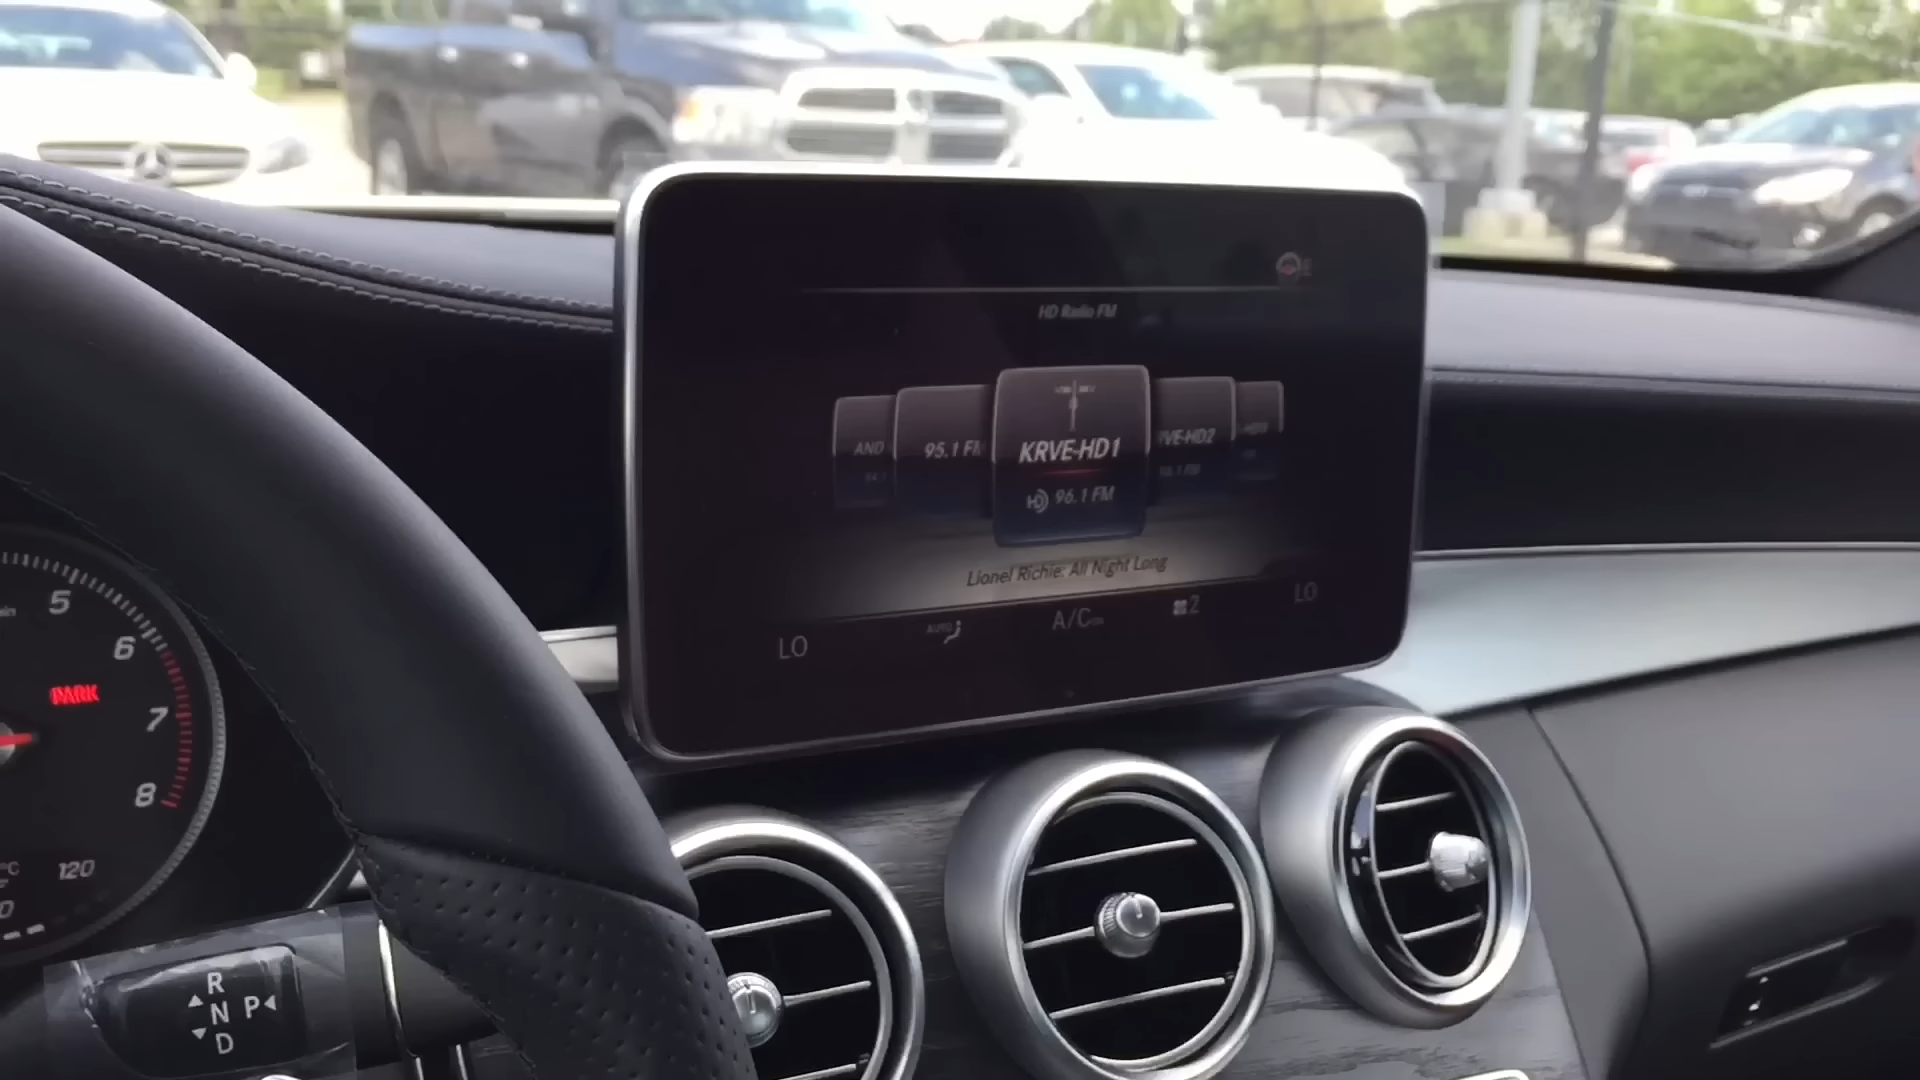 HD Radio FM
AND
95.1 FM
KRVE-HD1
VE-HD2
96.1 FM
Lionel Richie: All Night Long
LO
AUTO
A/C
2
LO
5
6
PARK
7
8
°C
120
R
N
P
D